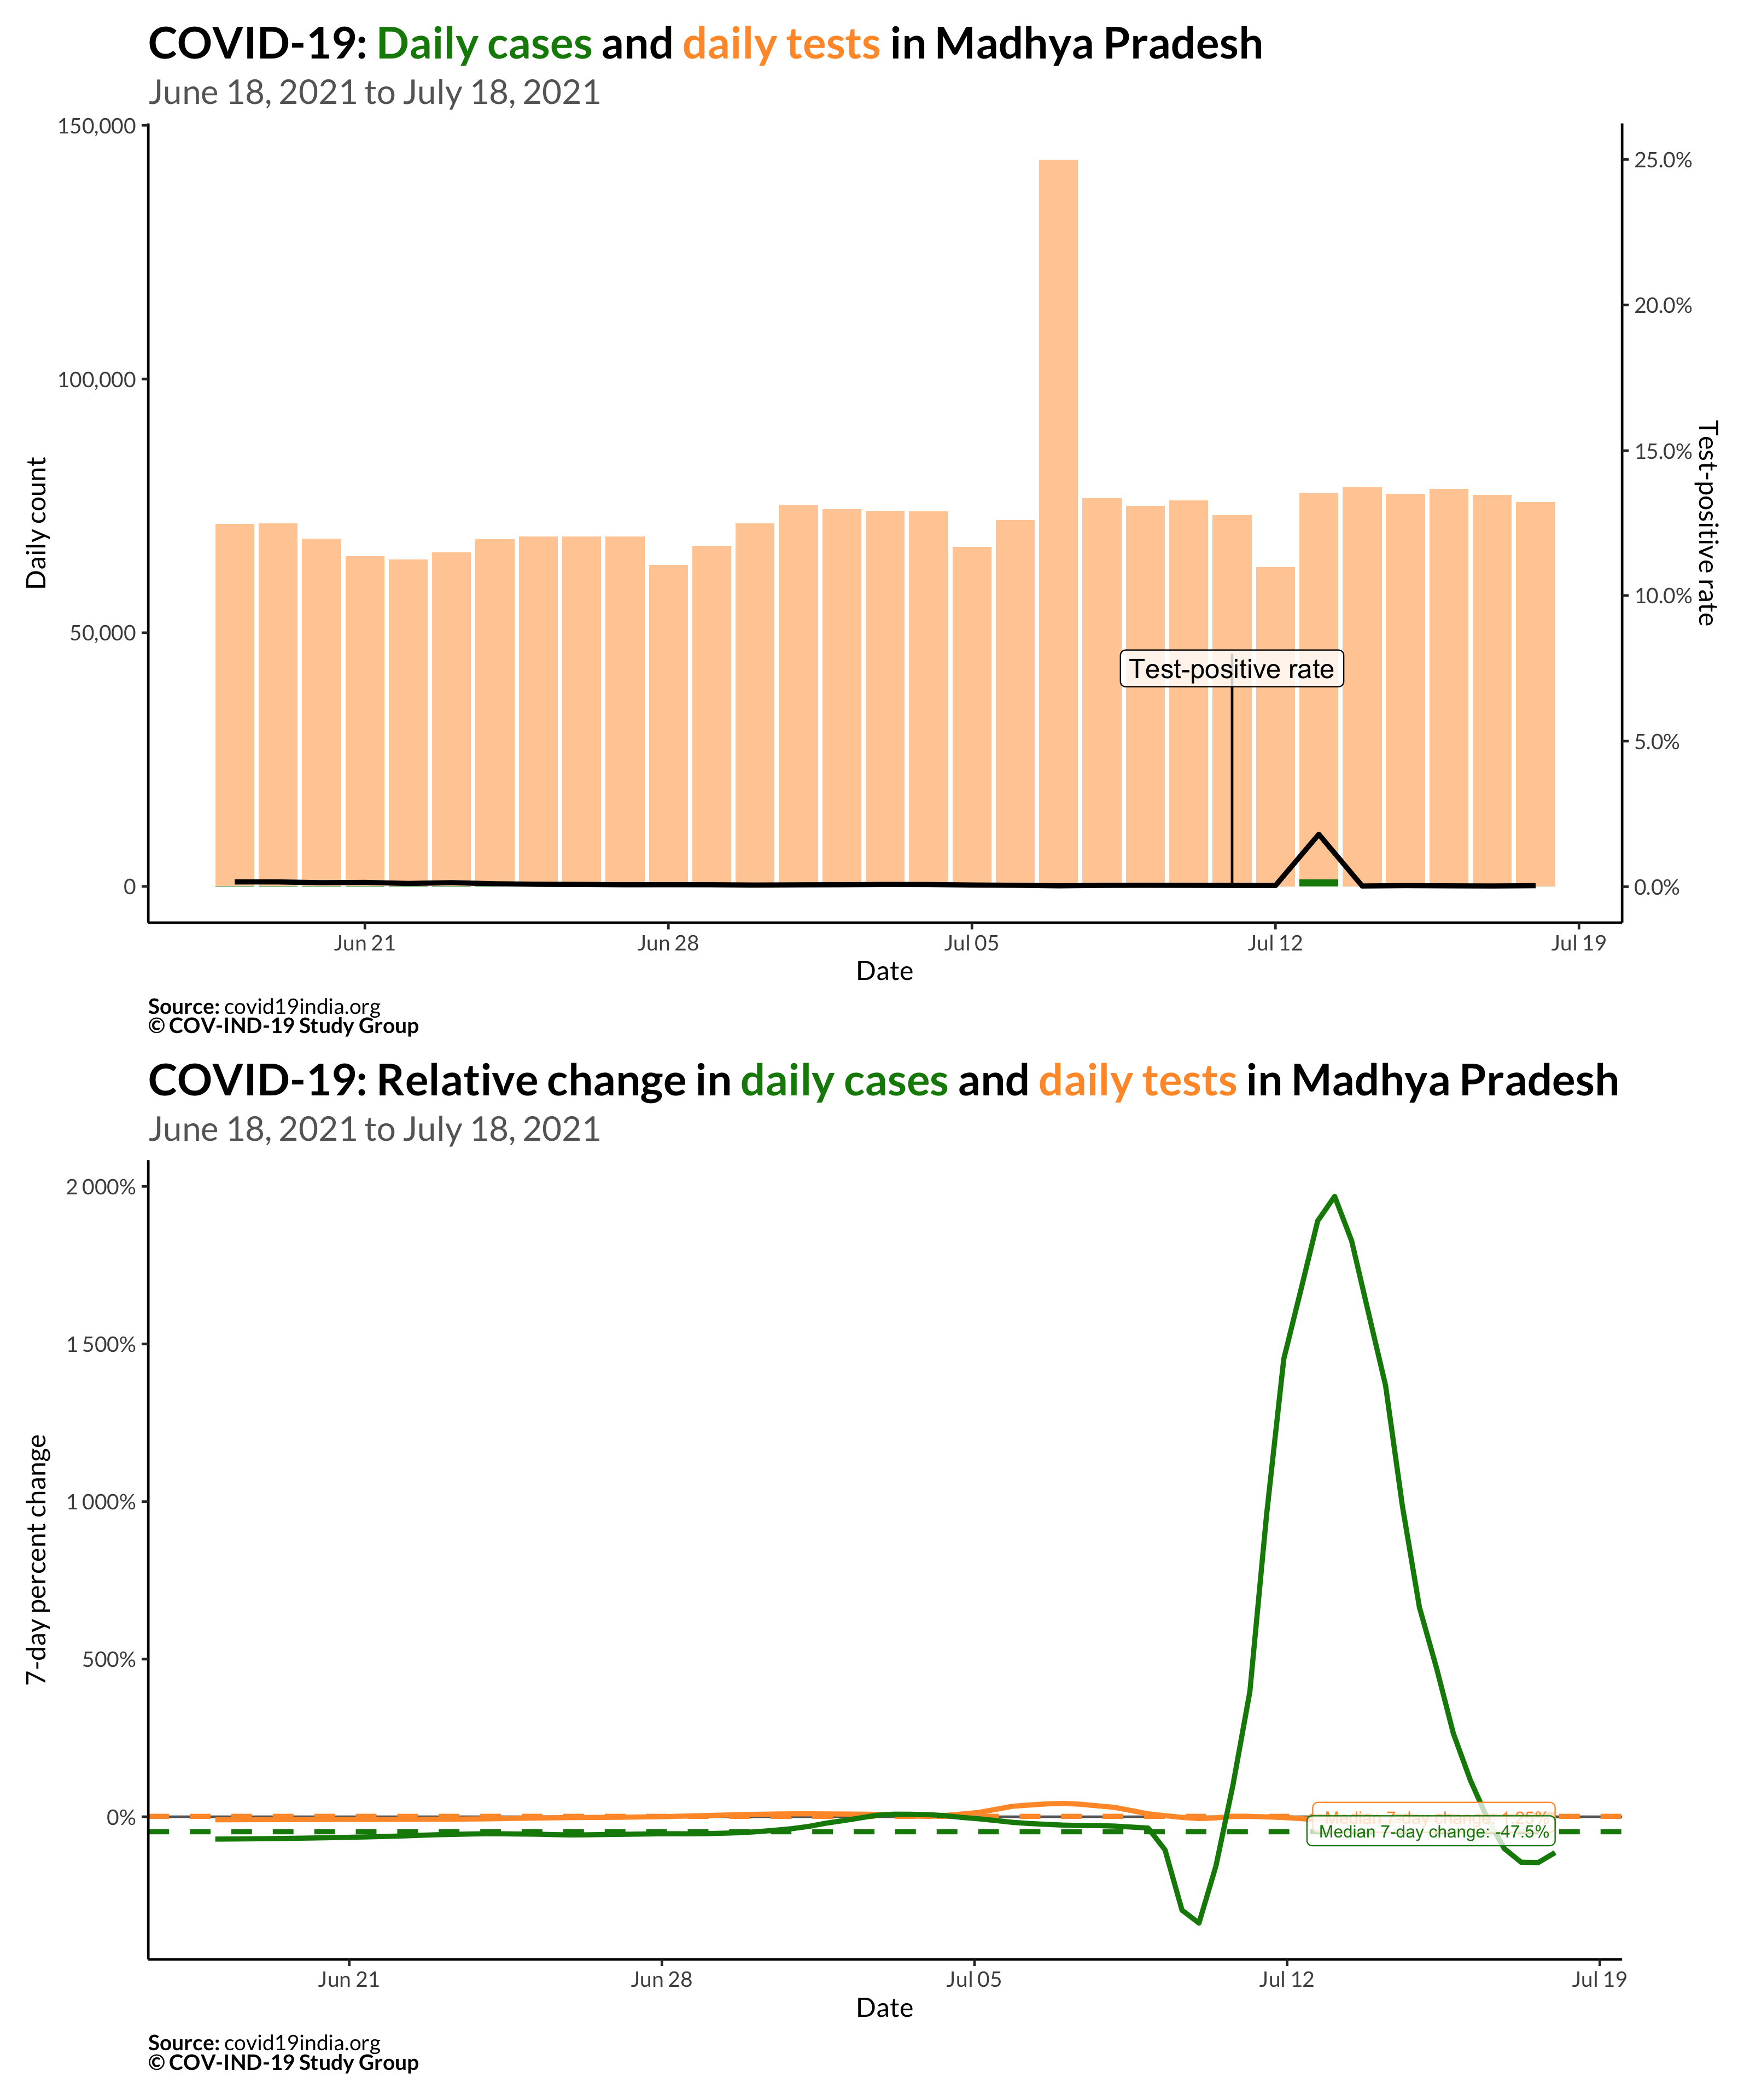 COVID-19: Daily cases and daily tests in Madhya Pradesh
June 18, 2021 to July 18, 2021
150,000
100,000
50,000
0
Daily count
25.0%
20.0%
15.0%
10.0%
5.0%
0.0%
Test-positive rate
Test-positive rate
Jun 21
Jun 28
Jul 05
Jul 12
Jul 19
Date
Source: covid19india.org
© COV-IND-19 Study Group
COVID-19: Relative change in daily cases and daily tests in Madhya Pradesh
June 18, 2021 to July 18, 2021
2 000%
1 500%
1 000%
500%
0%
7-day percent change
Median 7-day change: 1.25%
Median 7-day change: -47.5%
Jun 21
Jun 28
Jul 05
Jul 12
Jul 19
Date
Source: covid19india.org
© COV-IND-19 Study Group